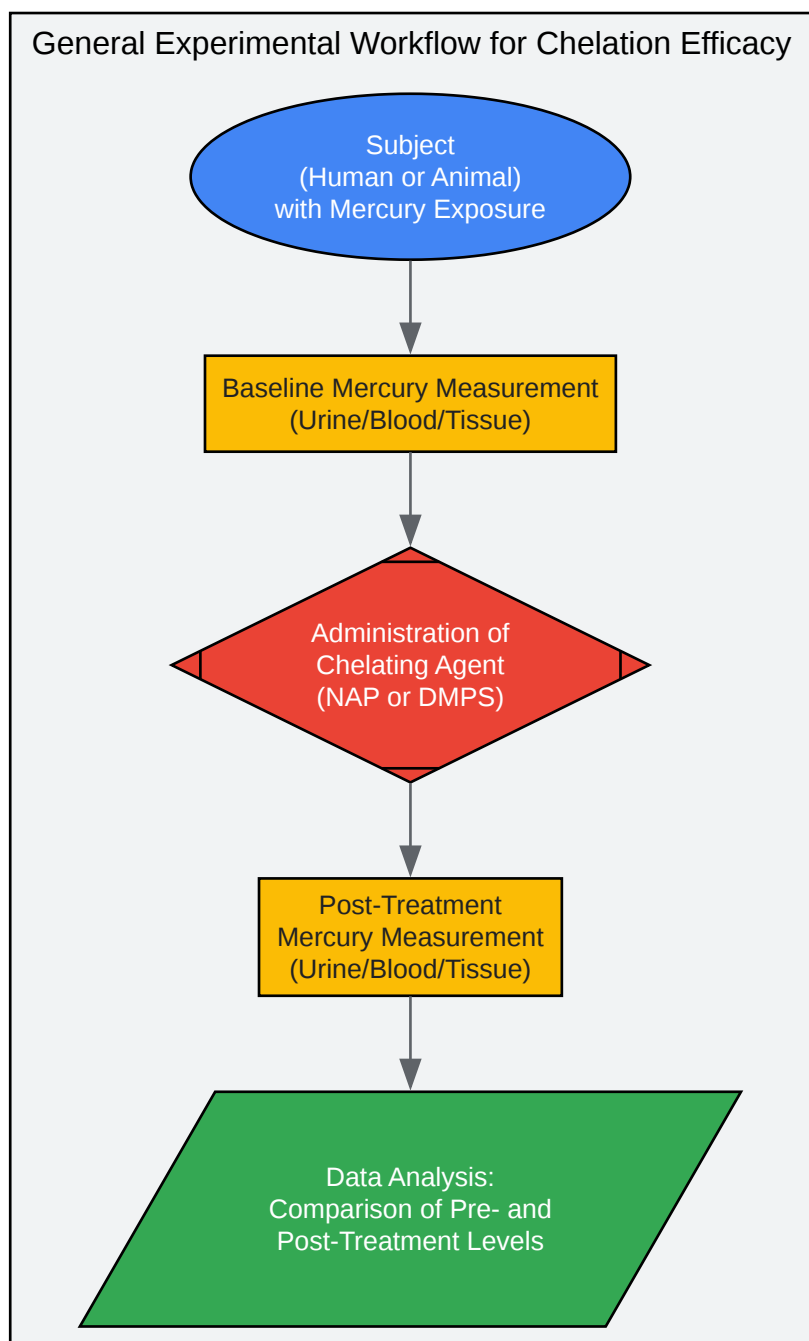 General Experimental Workflow for Chelation Efficacy
Subject
(Human or Animal)
with Mercury Exposure
Baseline Mercury Measurement
(Urine/Blood/Tissue)
Administration of
Chelating Agent
(NAP or DMPS)
Post-Treatment
Mercury Measurement
(Urine/Blood/Tissue)
Data Analysis:
Comparison of Pre- and
Post-Treatment Levels